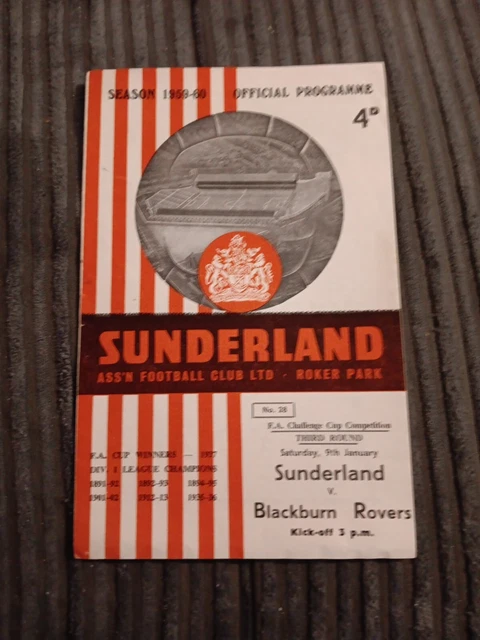 SEASON 1959-60 OFFICIAL PROGRAMME
4D
SUNDERLAND
ASS'N FOOTBALL CLUB LTD · ROKER PARK
No. 28
F.A. Challenge Cup Competition
THIRD ROUND
Saturday, 9th January
Sunderland
v.
Blackburn Rovers
Kick-off 3 p.m.
F.A. CUP WINNERS — 1937
DIV. 1 LEAGUE CHAMPIONS
1891-92 1892-93 1894-95
1901-02 1912-13 1935-36